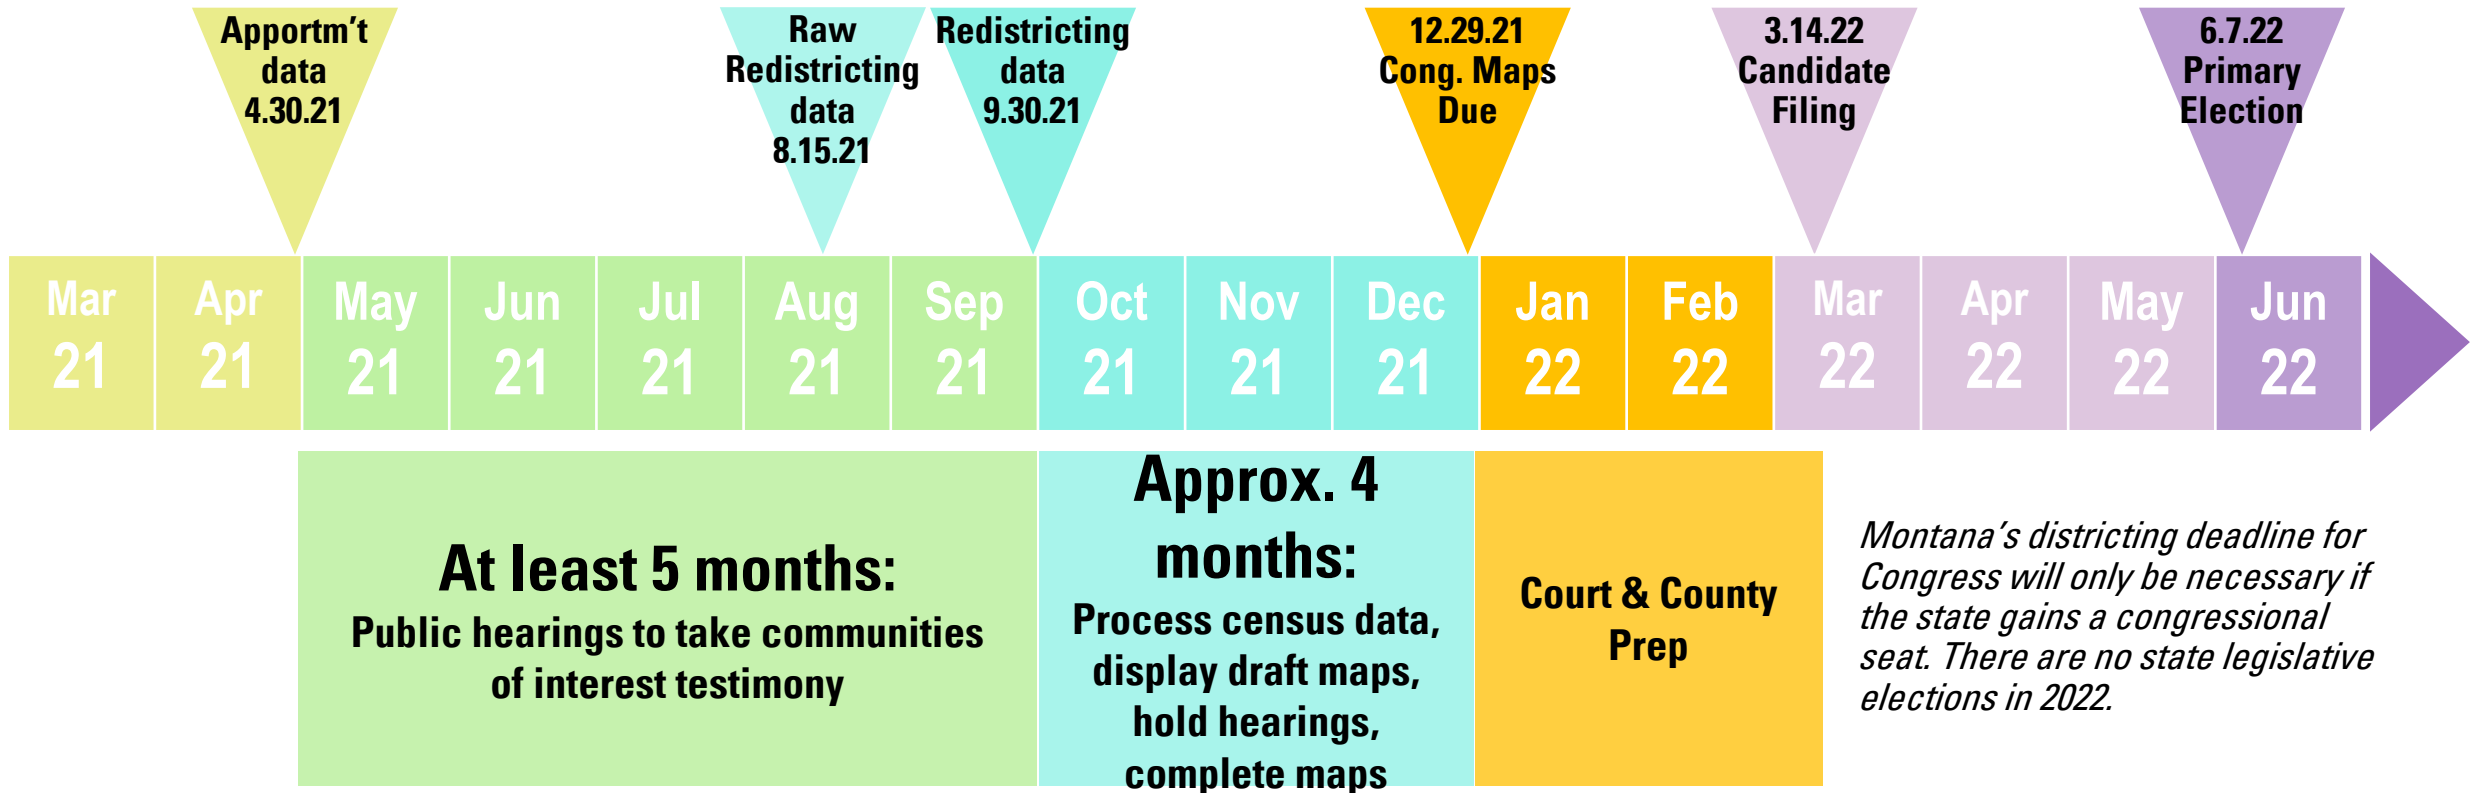 Apportm't
data
4.30.21
Raw
Redistricting
data
8.15.21
Redistricting
data
9.30.21
12.29.21
Cong. Maps
Due
3.14.22
Candidate
Filing
6.7.22
Primary
Election
Mar
21
Apr
21
May
21
Jun
21
Jul
21
Aug
21
Sep
21
Oct
21
Nov
21
Dec
21
Jan
22
Feb
22
Mar
22
Apr
22
May
22
Jun
22
At least 5 months:
Public hearings to take communities
of interest testimony
Approx. 4
months:
Process census data,
display draft maps,
hold hearings,
complete maps
Court & County
Prep
Montana's districting deadline for
Congress will only be necessary if
the state gains a congressional
seat. There are no state legislative
elections in 2022.